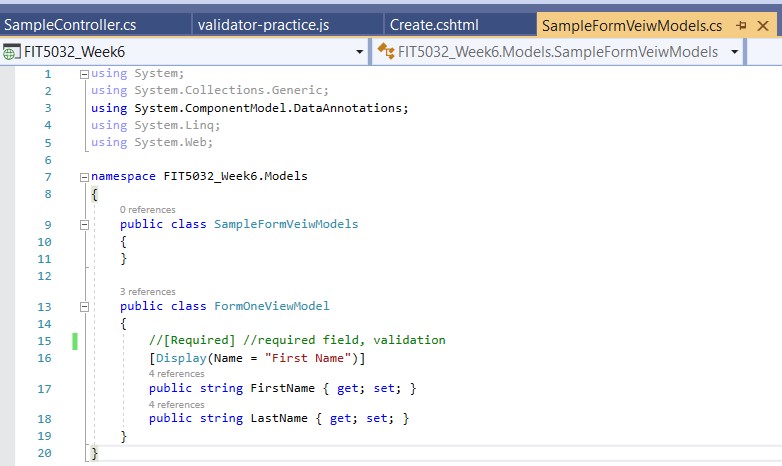 SampleController.cs validator-practice.js Create.cshtml SampleFormVeiwModels.cs
FIT5032_Week6 FIT5032_Week6.Models.SampleFormVeiwModels
1 using System;
2 using System.Collections.Generic;
3 using System.ComponentModel.DataAnnotations;
4 using System.Linq;
5 using System.Web;
6
7 namespace FIT5032_Week6.Models
8 {
0 references
9 public class SampleFormVeiwModels
10 {
11 }
12
3 references
13 public class FormOneViewModel
14 {
15 //[Required] //required field, validation
16 [Display(Name = "First Name")]
4 references
17 public string FirstName { get; set; }
4 references
18 public string LastName { get; set; }
19 }
20 }